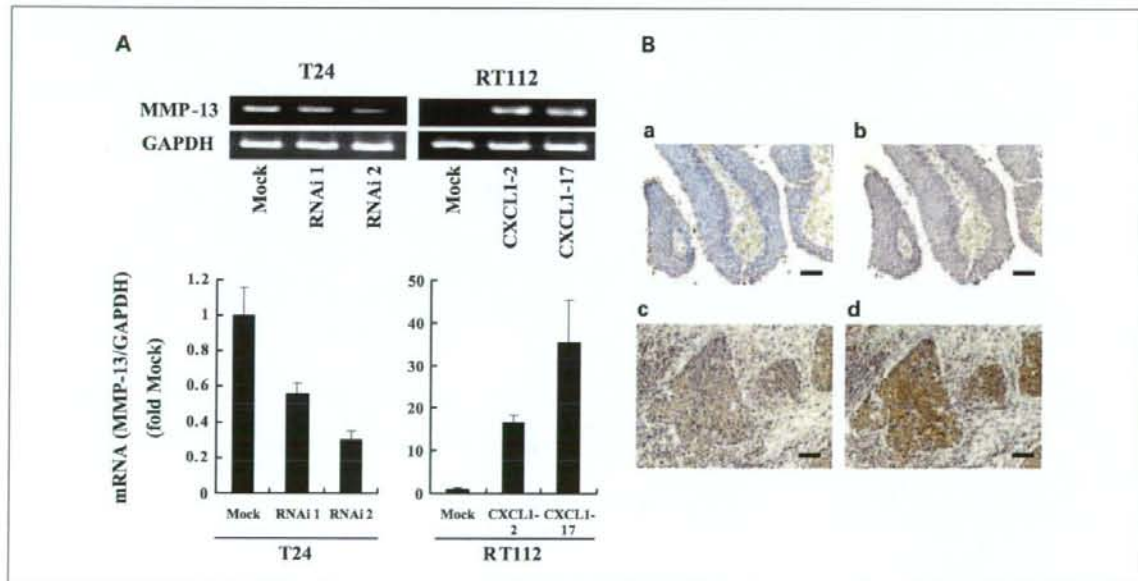 A
T24
RT112
MMP-13
GAPDH
Mock
RNAi 1
RNAi 2
Mock
CXCL1-2
CXCL1-17
mRNA (MMP-13/GAPDH)
(fold Mock)
1.2
1
0.8
0.6
0.4
0.2
0
Mock RNAi 1 RNAi 2
T24
50
40
30
20
10
0
Mock CXCL1-2 CXCL1-17
RT112
B
a
b
c
d